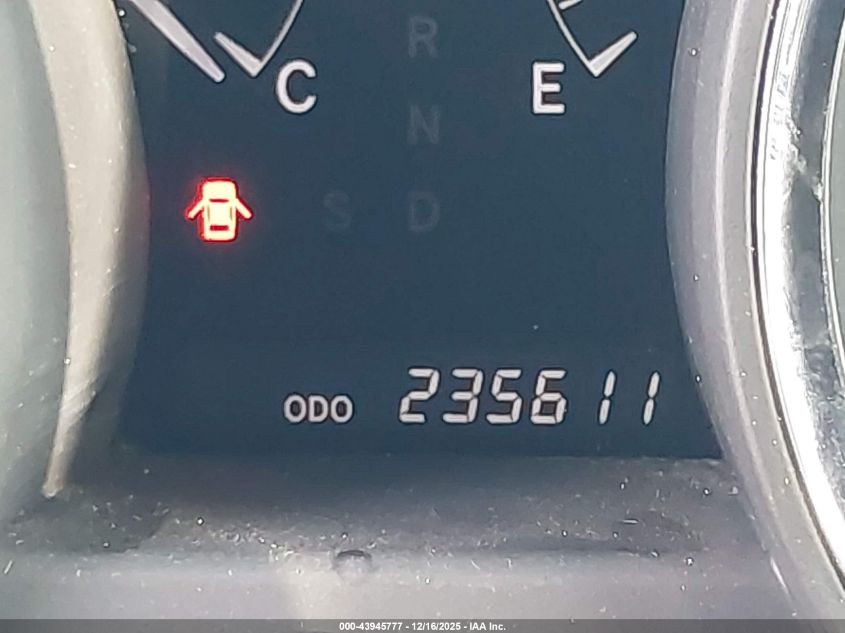 R
C E
N
S D
ODO 235611
000-43945777 - 12/16/2025 - IAA Inc.